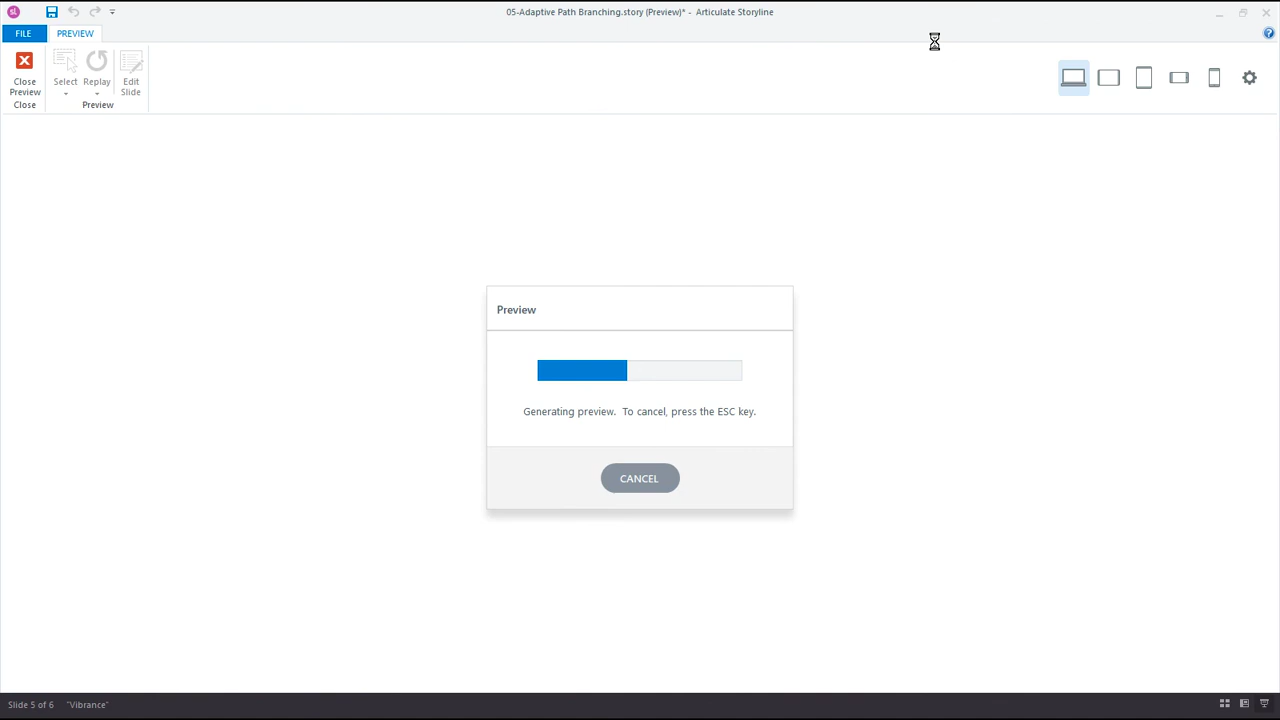 sl
05-Adaptive Path Branching.story (Preview)* - Articulate Storyline
FILE
PREVIEW
?
Close Preview
Select
Replay
Edit Slide
Close
Preview
Preview
Generating preview. To cancel, press the ESC key.
CANCEL
Slide 5 of 6
"Vibrance"